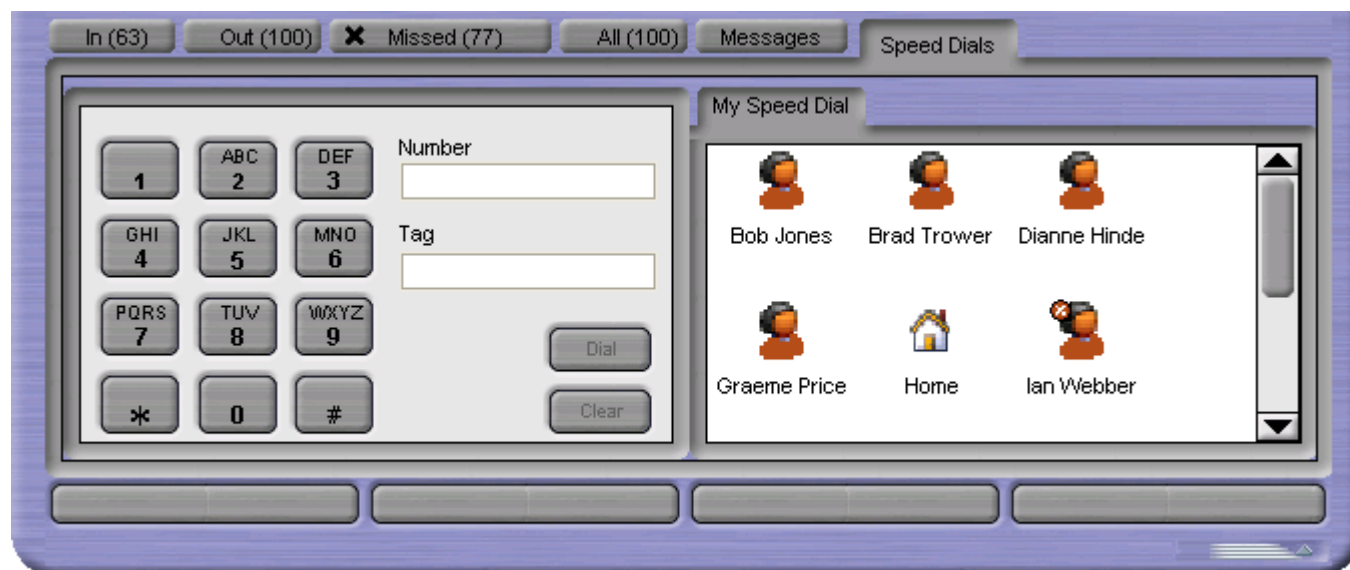 In (63) Out (100) Missed (77) All (100) Messages Speed Dials
My Speed Dial
1 ABC 2 DEF 3
GHI 4 JKL 5 MNO 6
PQRS 7 TUV 8 WXYZ 9
* 0 #
Number
Tag
Dial
Clear
Bob Jones Brad Trower Dianne Hinde
Graeme Price Home Ian Webber